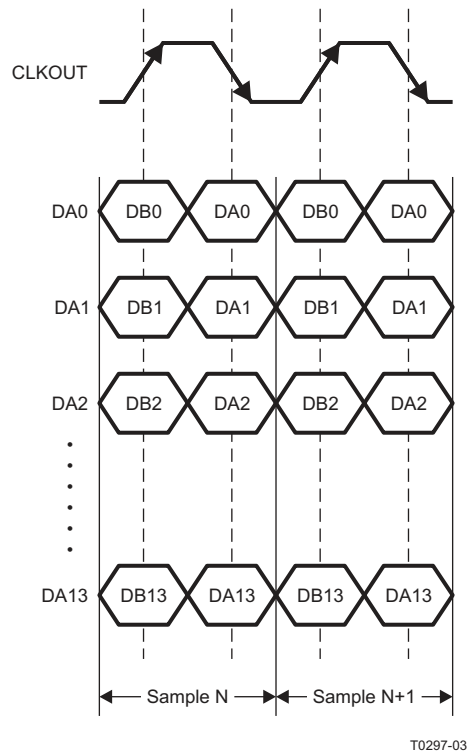 CLKOUT
DA0 DB0 DA0 DB0 DA0
DA1 DB1 DA1 DB1 DA1
DA2 DB2 DA2 DB2 DA2
DA13 DB13 DA13 DB13 DA13
Sample N Sample N+1
T0297-03